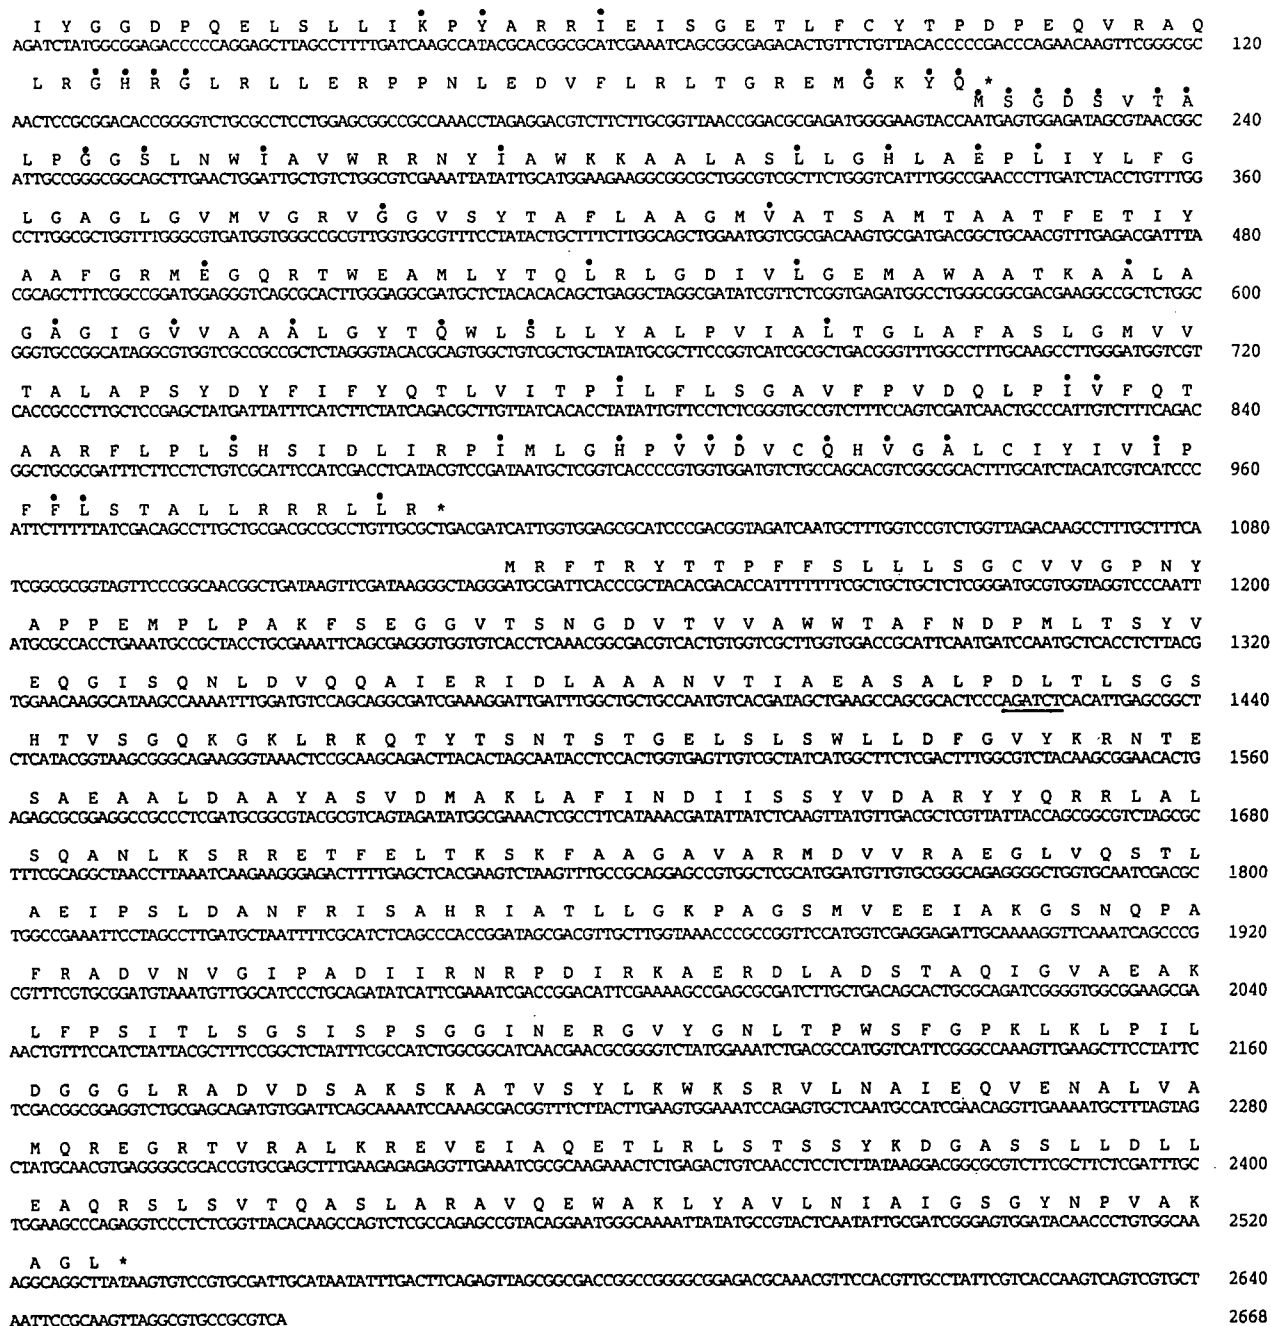 I Y G G D P Q E L S L L I K P Y A R R I E I S G E T L F C Y T P D P E Q V R A Q
AGATCTATGGCGGAGACCCCCAGGAGCTTAGCCTTTTGATCAAGCCATACGCACGGCGCATCGAAATCAGCGGCGAGACACTGTTCTGTTACACCCCCGACCCAGAACAAGTTCGGGCGC 120
L R G H R G L R L L E R P P N L E D V F L R L T G R E M G K Y Q *
M S G D S V T A
AACTCCGCGGACACCGGGGTCTGCGCCTCCTGGAGCGGCCGCCAAACCTAGAGGACGTCTTCTTGCGGTTAACCGGACGCGAGATGGGGAAGTACCAATGAGTGGAGATAGCGTAACGGC 240
L P G G S L N W I A V W R R N Y I A W K K A A L A S L L G H L A E P L I Y L F G
ATTGCCGGGCGGCAGCTTGAACTGGATTGCTGTCTGGCGTCGAAATTATATTGCATGGAAGAAGGCGGCGCTGGCGTCGCTTCTGGGTCATTTGGCCGAACCCTTGATCTACCTGTTTGG 360
L G A G L G V M V G R V G G V S Y T A F L A A G M V A T S A M T A A T F E T I Y
CCTTGGCGCTGGTTTGGGCGTGATGGTGGGCCGCGTTGGTGGCGTTTCCTATACTGCTTTCTTGGCAGCTGGAATGGTCGCGACAAGTGCGATGACGGCTGCAACGTTTGAGACGATTTA 480
A A F G R M E G Q R T W E A M L Y T Q L R L G D I V L G E M A W A A T K A A L A
CGCAGCTTTCGGCCGGATGGAGGGTCAGCGCACTTGGGAGGCGATGCTCTACACACAGCTGAGGCTAGGCGATATCGTTCTCGGTGAGATGGCCTGGGCGGCGACGAAGGCCGCTCTGGC 600
G A G I G V V A A A L G Y T Q W L S L L Y A L P V I A L T G L A F A S L G M V V
GGGTGCCGGCATAGGCGTGGTCGCCGCCGCTCTAGGGTACACGCAGTGGCTGTCGCTGCTATATGCGCTTCCGGTCATCGCGCTGACGGGTTTGGCCTTTGCAAGCCTTGGGATGGTCGT 720
T A L A P S Y D Y F I F Y Q T L V I T P I L F L S G A V F P V D Q L P I V F Q T
CACCGCCCTTGCTCCGAGCTATGATTATTTCATCTTCTATCAGACGCTTGTTATCACACCTATATTGTTCCTCTCGGGTGCCGTCTTTCCAGTCGATCAACTGCCCATTGTCTTTCAGAC 840
A A R F L P L S H S I D L I R P I M L G H P V V D V C Q H V G A L C I Y I V I P
GGCTGCGCGATTTCTTCCTCTGTCGCATTCCATCGACCTCATACGTCCGATAATGCTCGGTCACCCCGTGGTGGATGTCTGCCAGCACGTCGGCGCACTTTGCATCTACATCGTCATCCC 960
F F L S T A L L R R R L L R *
ATTCTTTTTATCGACAGCCTTGCTGCGACGCCGCCTGTTGCGCTGACGATCATTGGTGGAGCGCATCCCGACGGTAGATCAATGCTTTGGTCCGTCTGGTTAGACAAGCCTTTGCTTTCA 1080
M R F T R Y T T P F F S L L L S G C V V G P N Y
TCGGCGCGGTAGTTCCCGGCAACGGCTGATAAGTTCGATAAGGGCTAGGGATGCGATTCACCCGCTACACGACACCATTTTTTTCGCTGCTGCTCTCGGGATGCGTGGTAGGTCCCAATT 1200
A P P E M P L P A K F S E G G V T S N G D V T V V A W W T A F N D P M L T S Y V
ATGCGCCACCTGAAATGCCGCTACCTGCGAAATTCAGCGAGGGTGGTGTCACCTCAAACGGCGACGTCACTGTGGTCGCTTGGTGGACCGCATTCAATGATCCAATGCTCACCTCTTACG 1320
E Q G I S Q N L D V Q Q A I E R I D L A A A N V T I A E A S A L P D L T L S G S
TGGAACAAGGCATAAGCCAAAATTTGGATGTCCAGCAGGCGATCGAAAGGATTGATTTGGCTGCTGCCAATGTCACGATAGCTGAAGCCAGCGCACTCCCAGATCTCACATTGAGCGGCT 1440
H T V S G Q K G K L R K Q T Y T S N T S T G E L S L S W L L D F G V Y K R N T E
CTCATACGGTAAGCGGGCAGAAGGGTAAACTCCGCAAGCAGACTTACACTAGCAATACCTCCACTGGTGAGTTGTCGCTATCATGGCTTCTCGACTTTGGCGTCTACAAGCGGAACACTG 1560
S A E A A L D A A Y A S V D M A K L A F I N D I I S S Y V D A R Y Y Q R R L A L
AGAGCGCGGAGGCCGCCCTCGATGCGGCGTACGCGTCAGTAGATATGGCGAAACTCGCCTTCATAAACGATATTATCTCAAGTTATGTTGACGCTCGTTATTACCAGCGGCGTCTAGCGC 1680
S Q A N L K S R R E T F E L T K S K F A A G A V A R M D V V R A E G L V Q S T L
TTTCGCAGGCTAACCTTAAATCAAGAAGGGAGACTTTTGAGCTCACGAAGTCTAAGTTTGCCGCAGGAGCCGTGGCTCGCATGGATGTTGTGCGGGCAGAGGGGCTGGTGCAATCGACGC 1800
A E I P S L D A N F R I S A H R I A T L L G K P A G S M V E E I A K G S N Q P A
TGGCCGAAATTCCTAGCCTTGATGCTAATTTTCGCATCTCAGCCCACCGGATAGCGACGTTGCTTGGTAAACCCGCCGGTTCCATGGTCGAGGAGATTGCAAAAGGTTCAAATCAGCCCG 1920
F R A D V N V G I P A D I I R N R P D I R K A E R D L A D S T A Q I G V A E A K
CGTTTCGTGCGGATGTAAATGTTGGCATCCCTGCAGATATCATTCGAAATCGACCGGACATTCGAAAAGCCGAGCGCGATCTTGCTGACAGCACTGCGCAGATCGGGGTGGCGGAAGCGA 2040
L F P S I T L S G S I S P S G G I N E R G V Y G N L T P W S F G P K L K L P I L
AACTGTTTCCATCTATTACGCTTTCCGGCTCTATTTCGCCATCTGGCGGCATCAACGAACGCGGGGTCTATGGAAATCTGACGCCATGGTCATTCGGGCCAAAGTTGAAGCTTCCTATTC 2160
D G G G L R A D V D S A K S K A T V S Y L K W K S R V L N A I E Q V E N A L V A
TCGACGGCGGAGGTCTGCGAGCAGATGTGGATTCAGCAAAATCCAAAGCGACGGTTTCTTACTTGAAGTGGAAATCCAGAGTGCTCAATGCCATCGAACAGGTTGAAAATGCTTTAGTAG 2280
M Q R E G R T V R A L K R E V E I A Q E T L R L S T S S Y K D G A S S L L D L L
CTATGCAACGTGAGGGGCGCACCGTGCGAGCTTTGAAGAGAGAGGTTGAAATCGCGCAAGAAACTCTGAGACTGTCAACCTCCTCTTATAAGGACGGCGCGTCTTCGCTTCTCGATTTGC 2400
E A Q R S L S V T Q A S L A R A V Q E W A K L Y A V L N I A I G S G Y N P V A K
TGGAAGCCCAGAGGTCCCTCTCGGTTACACAAGCCAGTCTCGCCAGAGCCGTACAGGAATGGGCAAAATTATATGCCGTACTCAATATTGCGATCGGGAGTGGATACAACCCTGTGGCAA 2520
A G L *
AGGCAGGCTTATAAGTGTCCGTGCGATTGCATAATATTTGACTTCAGAGTTAGCGGCGACCGGCCGGGGCGGAGACGCAAACGTTCCACGTTGCCTATTCGTCACCAAGTCAGTCGTGCT 2640
AATTCCGCAAGTTAGGCGTGCCGCGTCA 2668